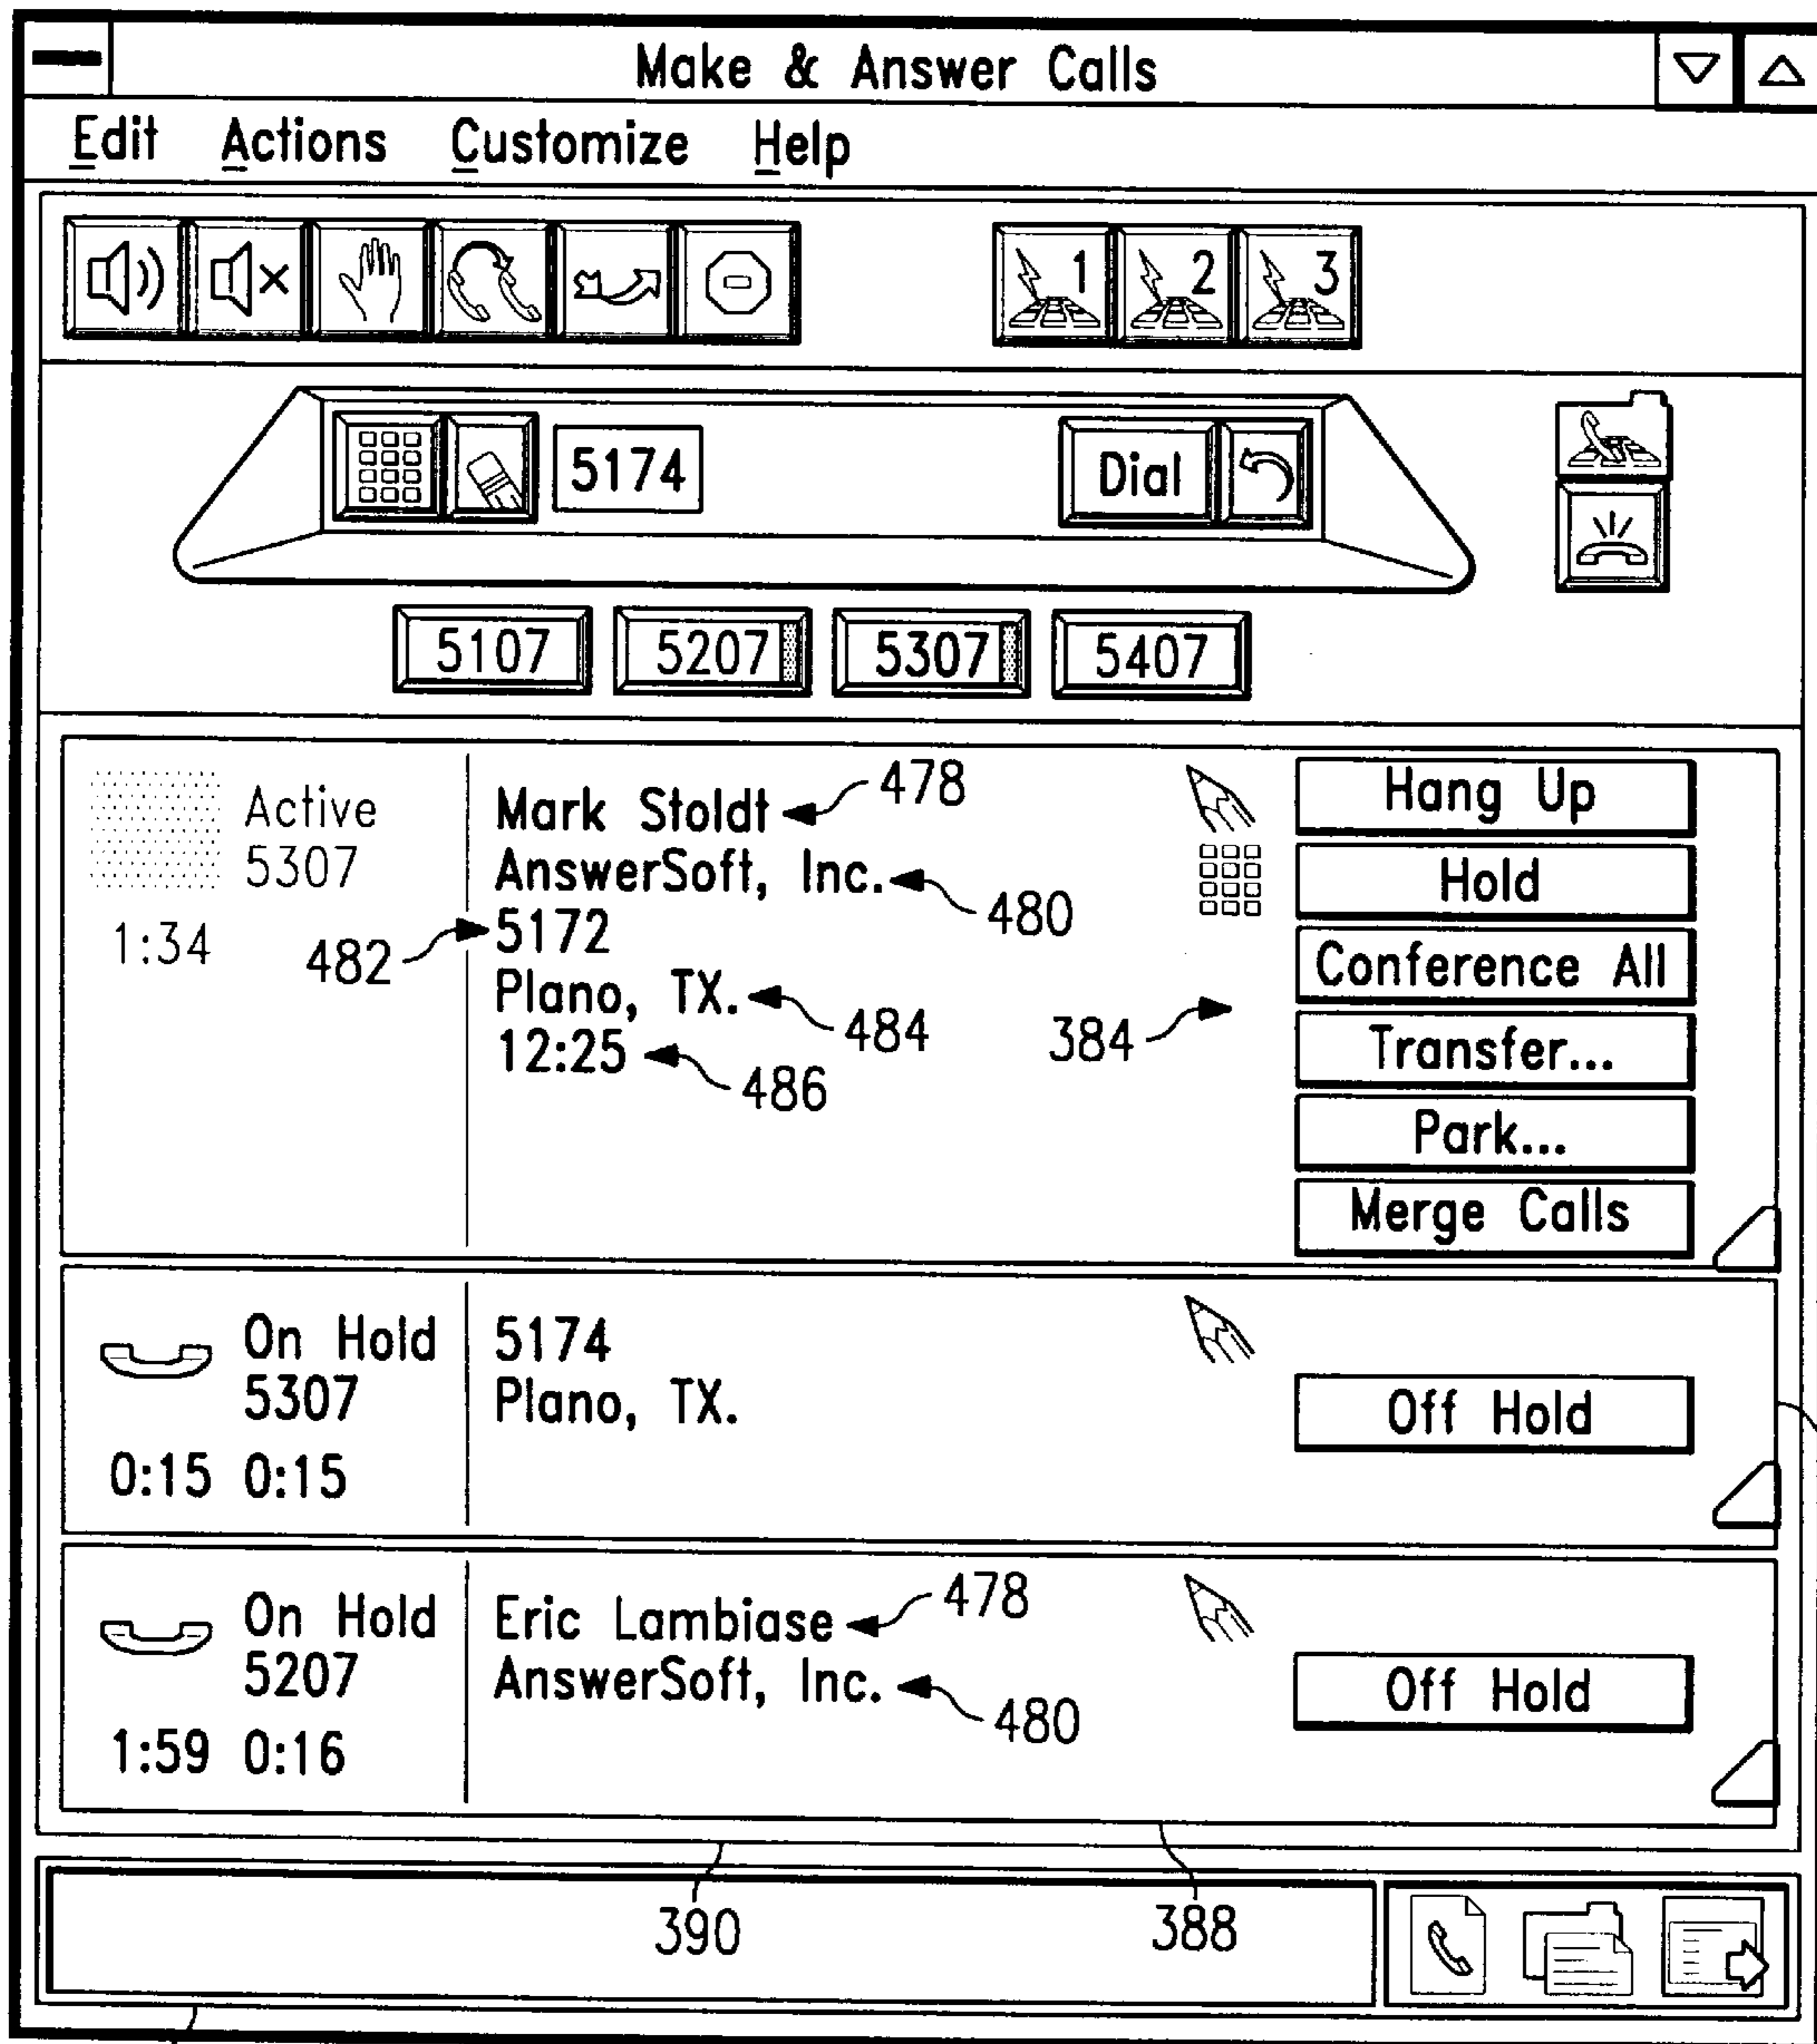 Make & Answer Calls
Edit Actions Customize Help
1 2 3
5174 Dial
5107 5207 5307 5407
Active
5307
1:34
Mark Stoldt 478
AnswerSoft, Inc. 480
482 5172
Plano, TX. 484
12:25 486
384
Hang Up
Hold
Conference All
Transfer...
Park...
Merge Calls
On Hold
5307
0:15 0:15
5174
Plano, TX.
Off Hold
On Hold
5207
1:59 0:16
Eric Lambiase 478
AnswerSoft, Inc. 480
Off Hold
390 388